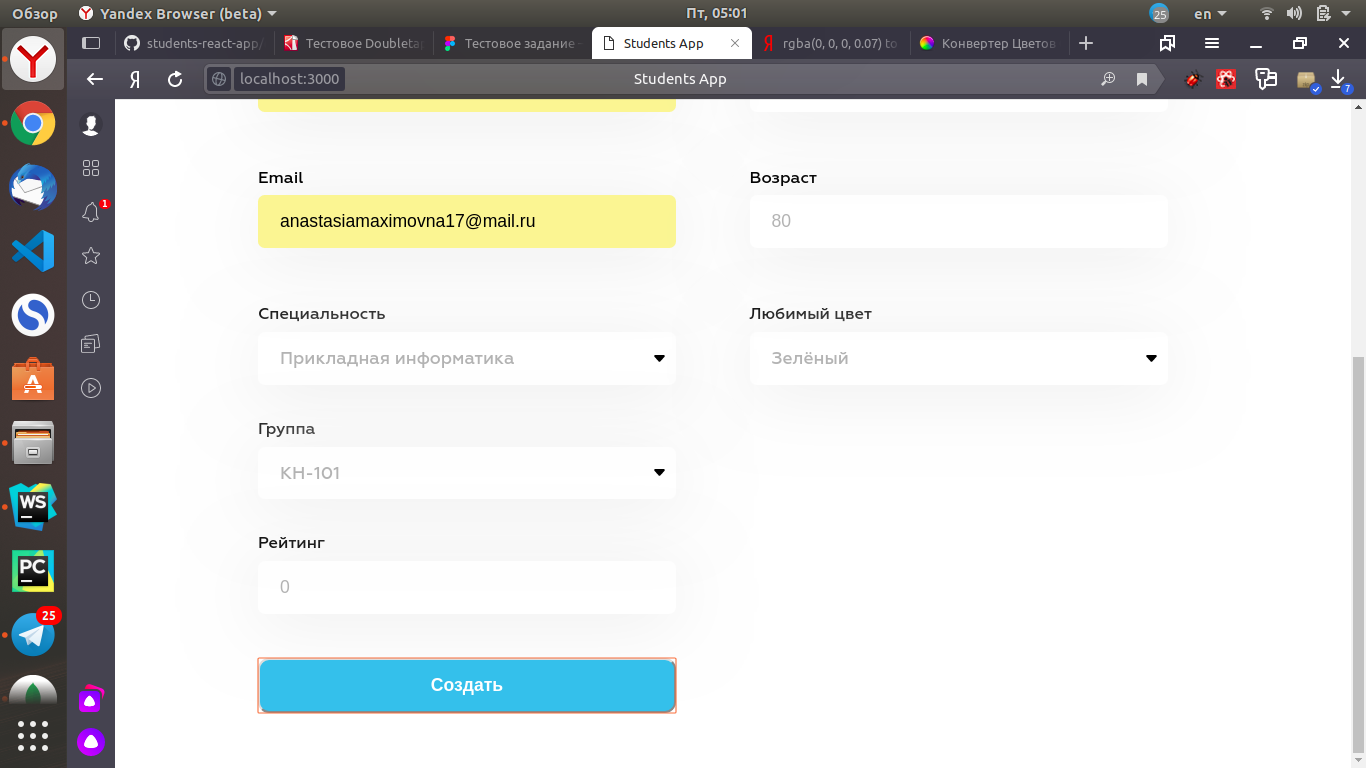 Обзор
Yandex Browser (beta)
Пт, 05:01
25
en
students-react-app/
Тестовое Doubletap
Тестовое задание -
Students App
rgba(0, 0, 0, 0.07) to
Конвертер Цветов
Я
localhost:3000
Students App
7
1
Email
Возраст
anastasiamaximovna17@mail.ru
80
Специальность
Любимый цвет
Прикладная информатика
Зелёный
Группа
КН-101
Рейтинг
0
Создать
WS
PC
25